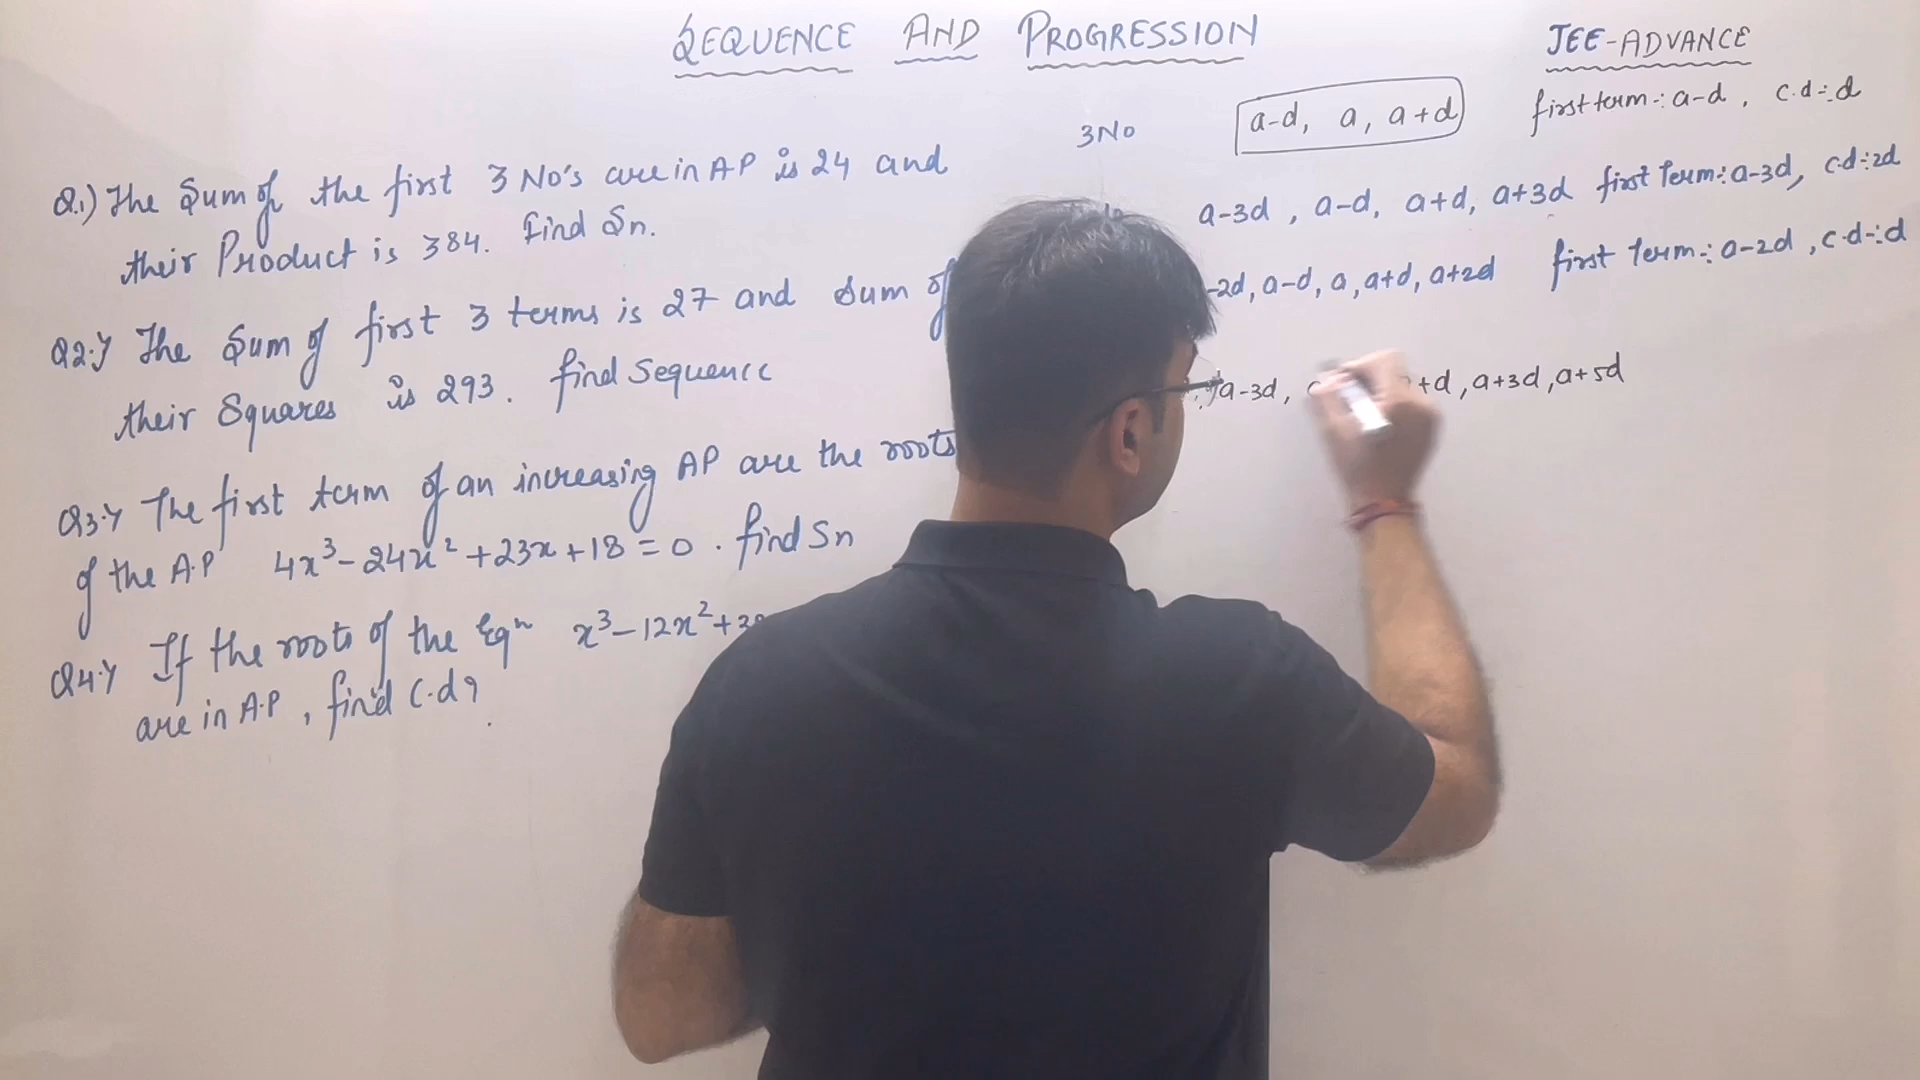 SEQUENCE AND PROGRESSION
JEE-ADVANCE
Q.1) The Sum of the first 3 No's are in AP is 24 and
their Product is 384. Find Sn.
Q2.) The Sum of first 3 terms is 27 and sum of
their Squares is 293. find Sequence
Q3.) The first term of an increasing AP are the roots
of the A.P 4x³-24x²+23x+18=0. find Sn
Q4.) If the roots of the Eqⁿ x³-12x²+
are in A.P, find C.d?
3 No
a-d, a, a+d
first term:- a-d, c.d:- d
a-3d, a-d, a+d, a+3d first Term:- a-3d, c.d:- 2d
-2d, a-d, a, a+d, a+2d first Term:- a-2d, c.d-:d
a-3d, +d, a+3d, a+5d